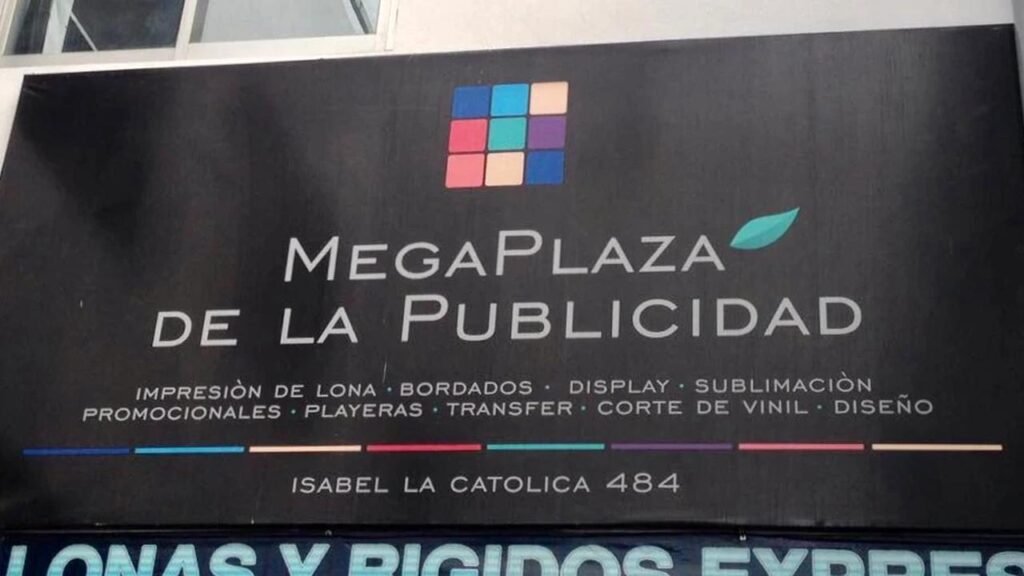 MEGAPLAZA
DE LA PUBLICIDAD
IMPRESIÒN DE LONA · BORDADOS · DISPLAY · SUBLIMACIÒN
PROMOCIONALES · PLAYERAS · TRANSFER · CORTE DE VINIL · DISEÑO
ISABEL LA CATOLICA 484
LONAS Y RIGIDOS EXPRES